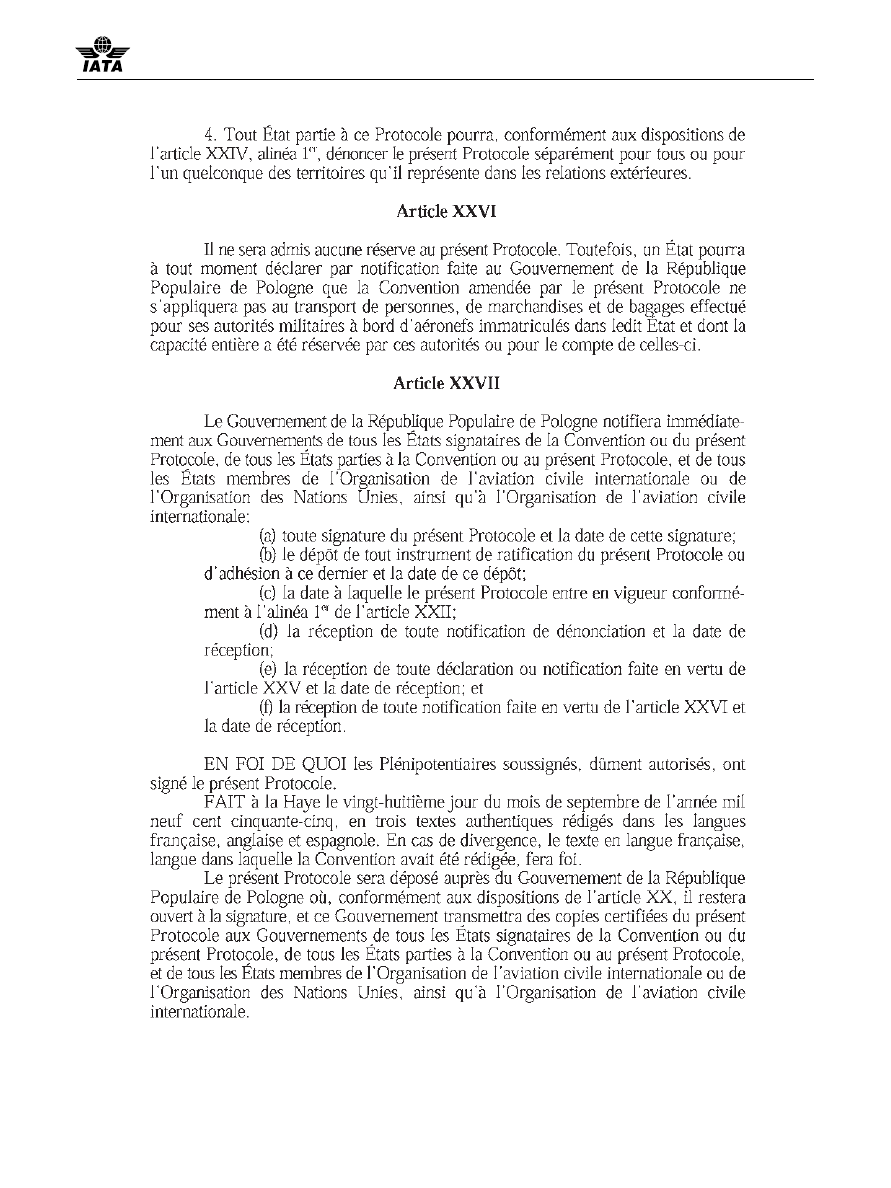 IATA
4. Tout État partie à ce Protocole pourra, conformément aux dispositions de
l'article XXIV, alinéa 1er, dénoncer le présent Protocole séparément pour tous ou pour
l'un quelconque des territoires qu'il représente dans les relations extérieures.
Article XXVI
Il ne sera admis aucune réserve au présent Protocole. Toutefois, un État pourra
à tout moment déclarer par notification faite au Gouvernement de la République
Populaire de Pologne que la Convention amendée par le présent Protocole ne
s'appliquera pas au transport de personnes, de marchandises et de bagages effectué
pour ses autorités militaires à bord d'aéronefs immatriculés dans ledit État et dont la
capacité entière a été réservée par ces autorités ou pour le compte de celles-ci.
Article XXVII
Le Gouvernement de la République Populaire de Pologne notifiera immédiate-
ment aux Gouvernements de tous les États signataires de la Convention ou du présent
Protocole, de tous les États parties à la Convention ou au présent Protocole, et de tous
les États membres de l'Organisation de l'aviation civile internationale ou de
l'Organisation des Nations Unies, ainsi qu'à l'Organisation de l'aviation civile
internationale:
(a) toute signature du présent Protocole et la date de cette signature;
(b) le dépôt de tout instrument de ratification du présent Protocole ou
d'adhésion à ce dernier et la date de ce dépôt;
(c) la date à laquelle le présent Protocole entre en vigueur conformé-
ment à l'alinéa 1er de l'article XXII;
(d) la réception de toute notification de dénonciation et la date de
réception;
(e) la réception de toute déclaration ou notification faite en vertu de
l'article XXV et la date de réception; et
(f) la réception de toute notification faite en vertu de l'article XXVI et
la date de réception.
EN FOI DE QUOI les Plénipotentiaires soussignés, dûment autorisés, ont
signé le présent Protocole.
FAIT à la Haye le vingt-huitième jour du mois de septembre de l'année mil
neuf cent cinquante-cinq, en trois textes authentiques rédigés dans les langues
française, anglaise et espagnole. En cas de divergence, le texte en langue française,
langue dans laquelle la Convention avait été rédigée, fera foi.
Le présent Protocole sera déposé auprès du Gouvernement de la République
Populaire de Pologne où, conformément aux dispositions de l'article XX, il restera
ouvert à la signature, et ce Gouvernement transmettra des copies certifiées du présent
Protocole aux Gouvernements de tous les États signataires de la Convention ou du
présent Protocole, de tous les États parties à la Convention ou au présent Protocole,
et de tous les États membres de l'Organisation de l'aviation civile internationale ou de
l'Organisation des Nations Unies, ainsi qu'à l'Organisation de l'aviation civile
internationale.